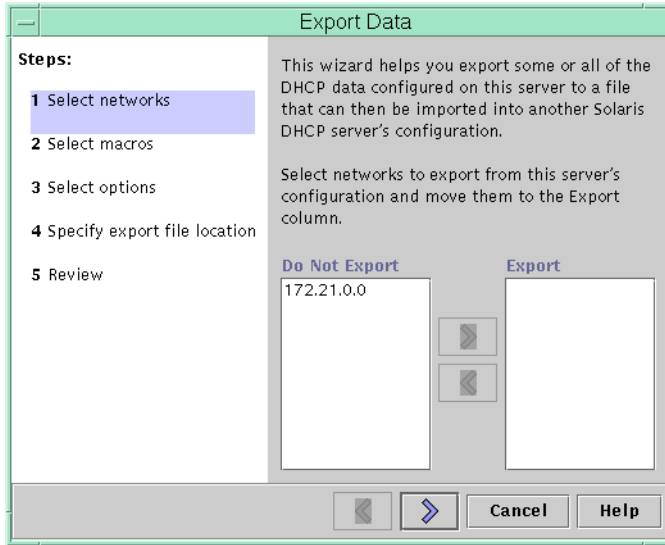 Export Data
Steps:
1 Select networks
2 Select macros
3 Select options
4 Specify export file location
5 Review
This wizard helps you export some or all of the
DHCP data configured on this server to a file
that can then be imported into another Solaris
DHCP server's configuration.
Select networks to export from this server's
configuration and move them to the Export
column.
Do Not Export
172.21.0.0
Export
Cancel
Help